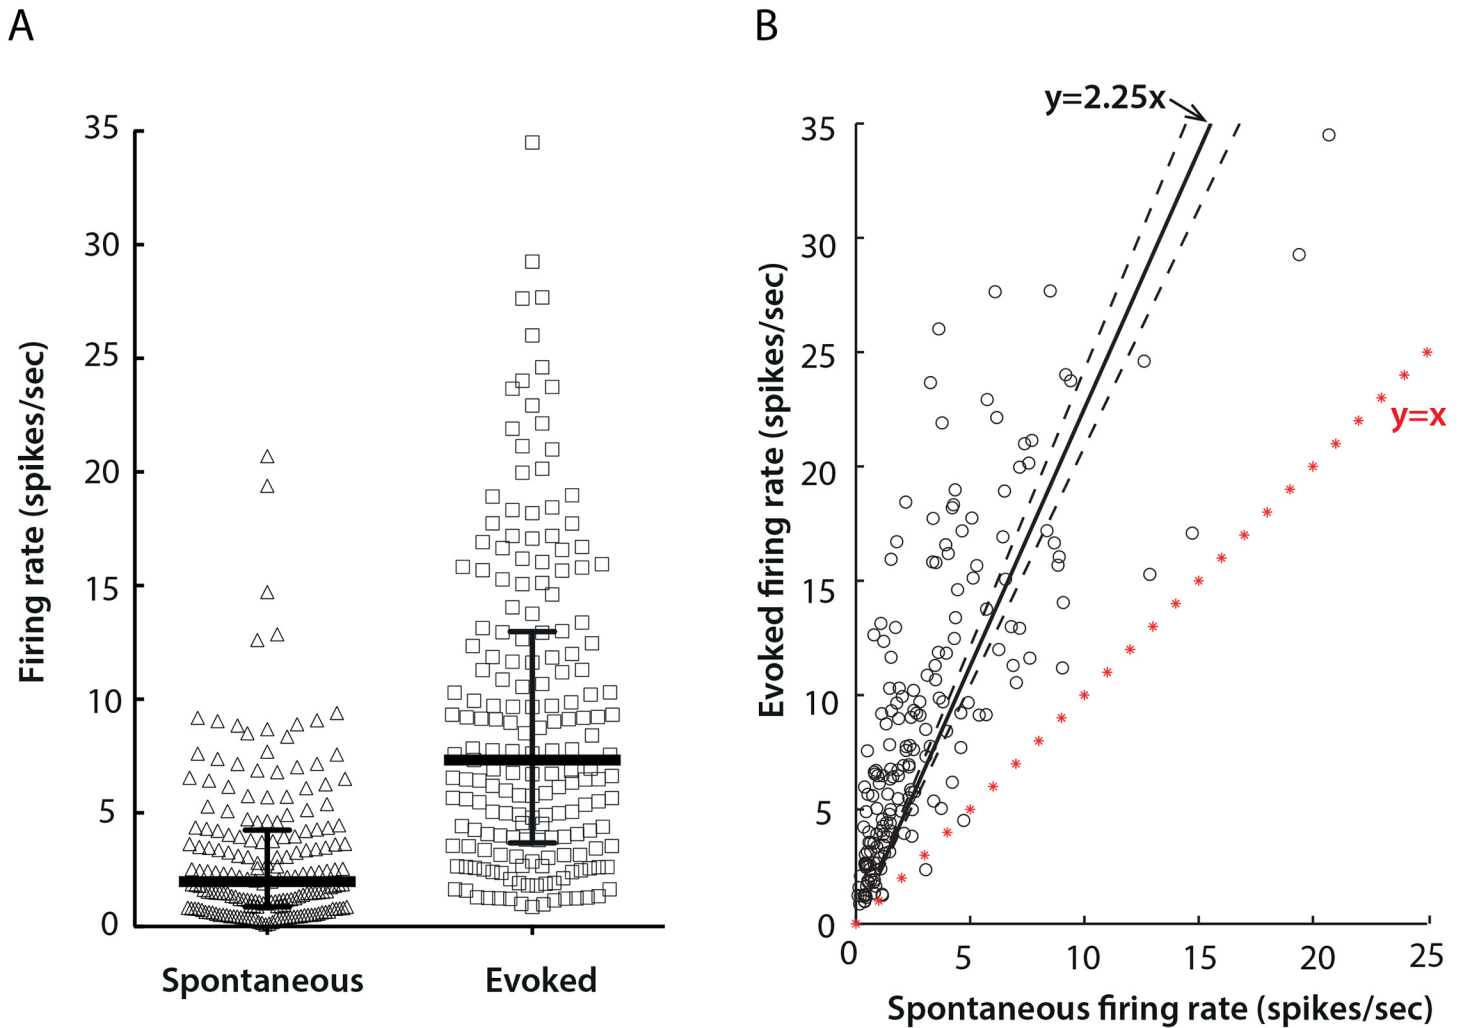 A
35
30
25
20
15
10
5
0
Firing rate (spikes/sec)
Spontaneous
Evoked
B
y=2.25x
35
30
25
20
15
10
5
0
Evoked firing rate (spikes/sec)
y=x
0
5
10
15
20
25
Spontaneous firing rate (spikes/sec)